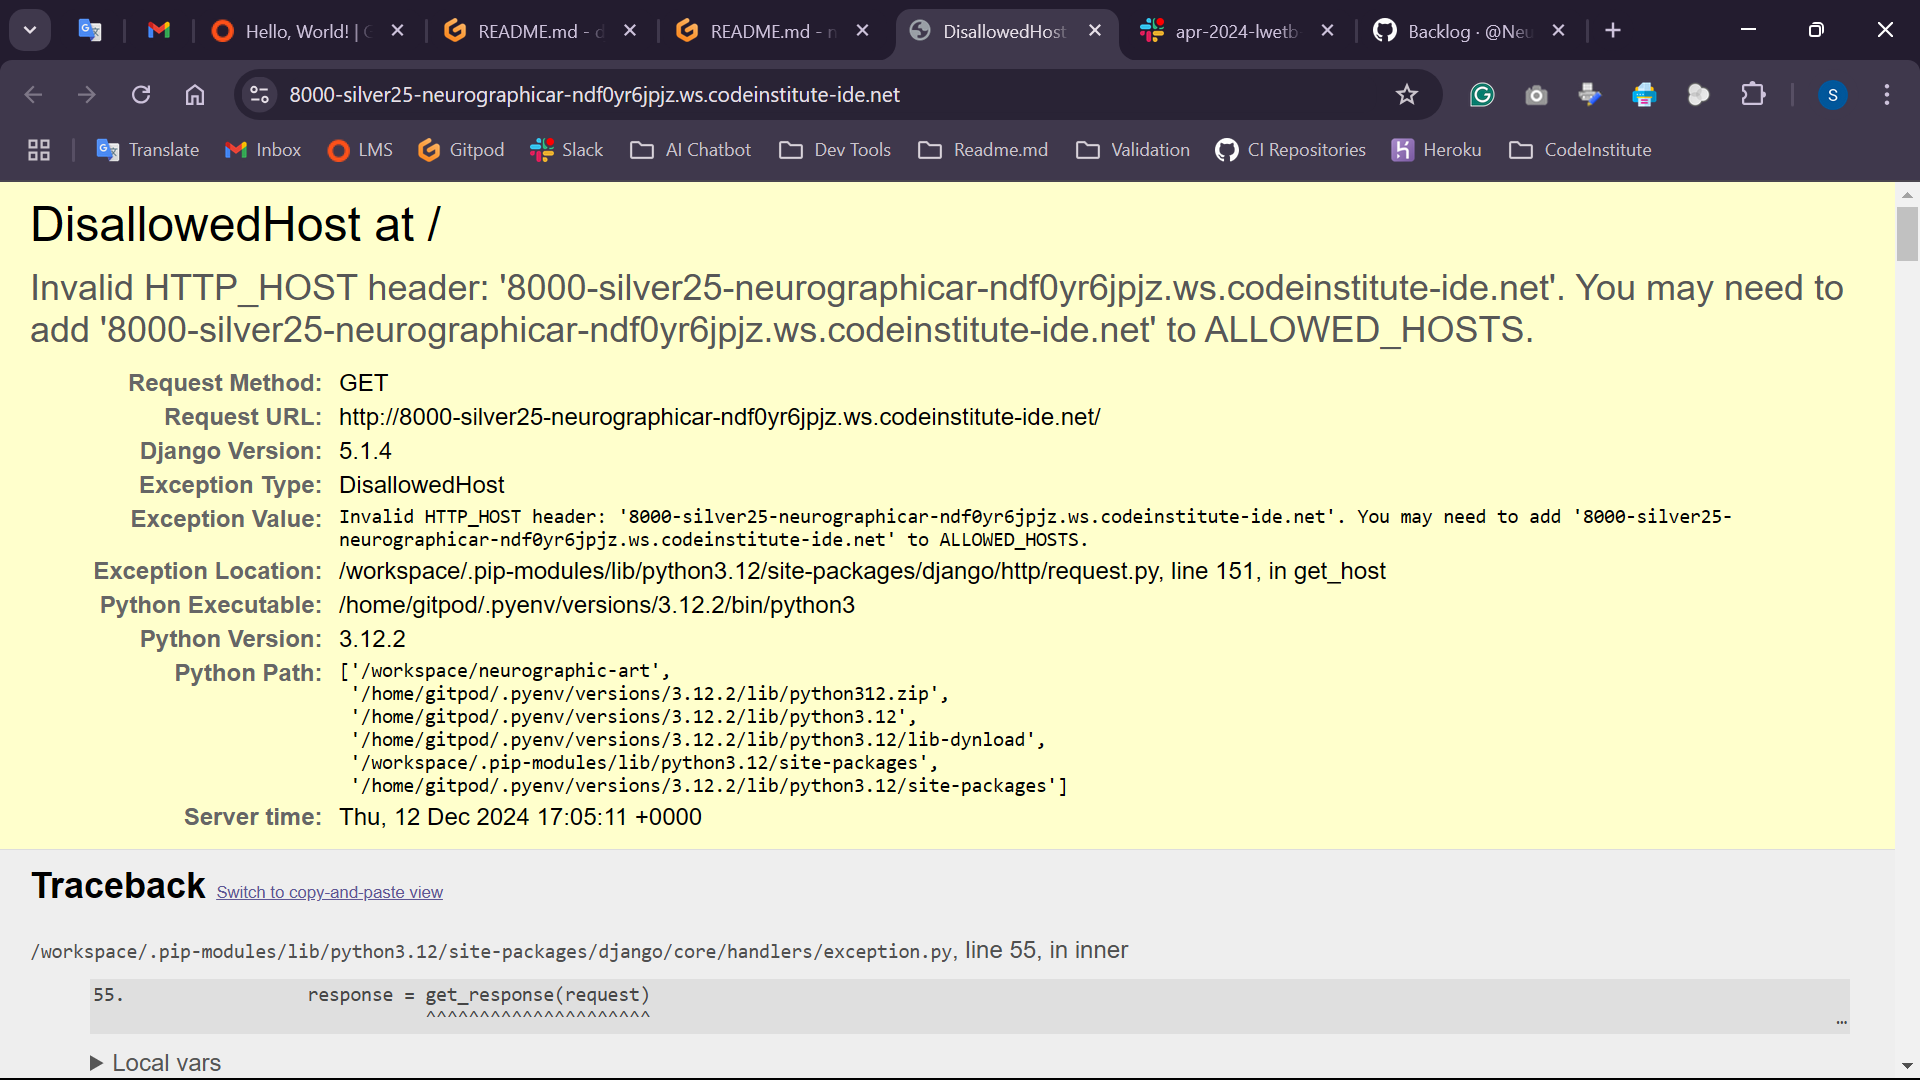 Hello, World! | G
README.md - d
README.md - n
DisallowedHost
apr-2024-lwetb
Backlog · @Neu
8000-silver25-neurographicar-ndf0yr6jpjz.ws.codeinstitute-ide.net
S
Translate
Inbox
LMS
Gitpod
Slack
AI Chatbot
Dev Tools
Readme.md
Validation
CI Repositories
Heroku
CodeInstitute
DisallowedHost at /
Invalid HTTP_HOST header: '8000-silver25-neurographicar-ndf0yr6jpjz.ws.codeinstitute-ide.net'. You may need to
add '8000-silver25-neurographicar-ndf0yr6jpjz.ws.codeinstitute-ide.net' to ALLOWED_HOSTS.
Request Method: GET
Request URL: http://8000-silver25-neurographicar-ndf0yr6jpjz.ws.codeinstitute-ide.net/
Django Version: 5.1.4
Exception Type: DisallowedHost
Exception Value: Invalid HTTP_HOST header: '8000-silver25-neurographicar-ndf0yr6jpjz.ws.codeinstitute-ide.net'. You may need to add '8000-silver25-
neurographicar-ndf0yr6jpjz.ws.codeinstitute-ide.net' to ALLOWED_HOSTS.
Exception Location: /workspace/.pip-modules/lib/python3.12/site-packages/django/http/request.py, line 151, in get_host
Python Executable: /home/gitpod/.pyenv/versions/3.12.2/bin/python3
Python Version: 3.12.2
Python Path: ['/workspace/neurographic-art',
'/home/gitpod/.pyenv/versions/3.12.2/lib/python312.zip',
'/home/gitpod/.pyenv/versions/3.12.2/lib/python3.12',
'/home/gitpod/.pyenv/versions/3.12.2/lib/python3.12/lib-dynload',
'/workspace/.pip-modules/lib/python3.12/site-packages',
'/home/gitpod/.pyenv/versions/3.12.2/lib/python3.12/site-packages']
Server time: Thu, 12 Dec 2024 17:05:11 +0000
Traceback Switch to copy-and-paste view
/workspace/.pip-modules/lib/python3.12/site-packages/django/core/handlers/exception.py, line 55, in inner
55. response = get_response(request)
^^^^^^^^^^^^^^^^^^^^^ …
▶ Local vars